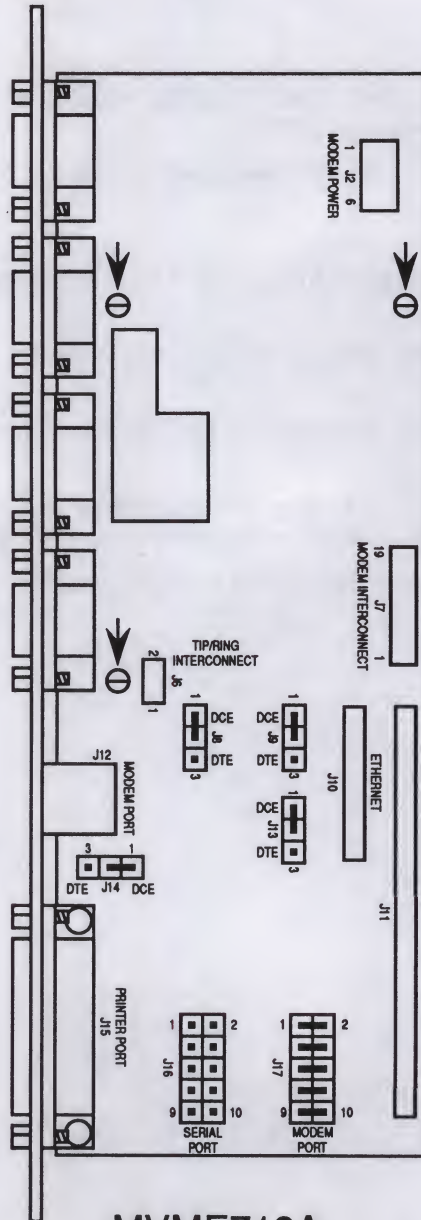 1 J2 6
MODEM POWER
19 J7 1
MODEM INTERCONNECT
TIP/RING
INTERCONNECT
2
J6
1
1
DCE
J8
DTE
3
1
DCE
J9
DTE
3
ETHERNET
J10
1
DCE
J13
DTE
3
J11
J12
MODEM PORT
3 1
DTE J14 DCE
PRINTER PORT
J15
1 2
J16
9 10
SERIAL
PORT
1 2
J17
9 10
MODEM
PORT